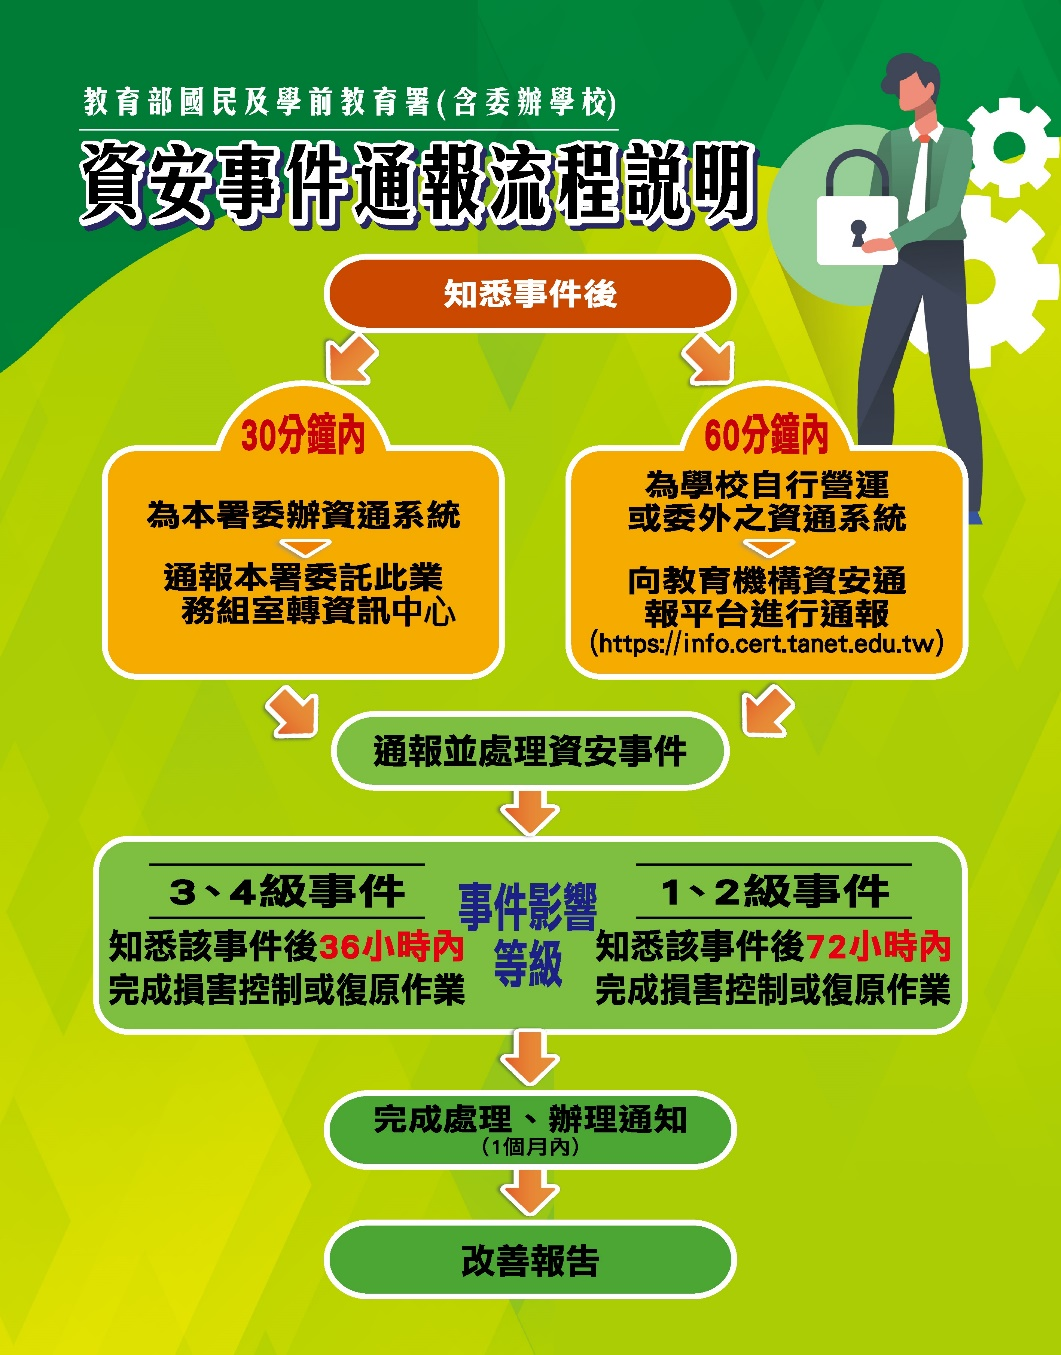 教育部國民及學前教育署(含委辦學校)
資安事件通報流程説明
知悉事件後
30分鐘內
為本署委辦資通系統
通報本署委託此業
務組室轉資訊中心
60分鐘內
為學校自行營運
或委外之資通系統
向教育機構資安通
報平台進行通報
(https://info.cert.tanet.edu.tw)
通報並處理資安事件
事件影響
等級
3、4級事件
知悉該事件後36小時內
完成損害控制或復原作業
1、2級事件
知悉該事件後72小時內
完成損害控制或復原作業
完成處理、辦理通知
(1個月內)
改善報告